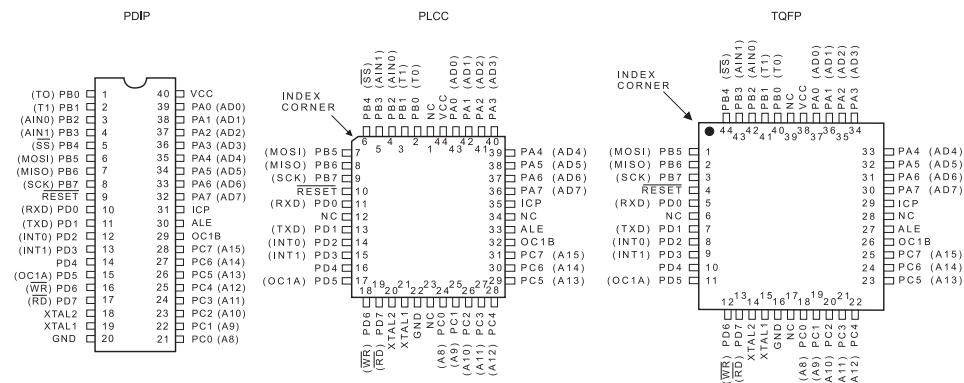 PDIP
(TO) PB0 1 40 VCC
(T1) PB1 2 39 PA0 (AD0)
(AIN0) PB2 3 38 PA1 (AD1)
(AIN1) PB3 4 37 PA2 (AD2)
(SS) PB4 5 36 PA3 (AD3)
(MOSI) PB5 6 35 PA4 (AD4)
(MISO) PB6 7 34 PA5 (AD5)
(SCK) PB7 8 33 PA6 (AD6)
RESET 9 32 PA7 (AD7)
(RXD) PD0 10 31 ICP
(TXD) PD1 11 30 ALE
(INT0) PD2 12 29 OC1B
(INT1) PD3 13 28 PC7 (A15)
PD4 14 27 PC6 (A14)
(OC1A) PD5 15 26 PC5 (A13)
(WR) PD6 16 25 PC4 (A12)
(RD) PD7 17 24 PC3 (A11)
XTAL2 18 23 PC2 (A10)
XTAL1 19 22 PC1 (A9)
GND 20 21 PC0 (A8)
PLCC
INDEX
CORNER
PB4 (SS)
PB3 (AIN1)
PB2 (AIN0)
PB1 (T1)
PB0 (T0)
NC
VCC
PA0 (AD0)
PA1 (AD1)
PA2 (AD2)
PA3 (AD3)
6 5 4 3 2 1 44 43 42 41 40
(MOSI) PB5 7 39 PA4 (AD4)
(MISO) PB6 8 38 PA5 (AD5)
(SCK) PB7 9 37 PA6 (AD6)
RESET 10 36 PA7 (AD7)
(RXD) PD0 11 35 ICP
NC 12 34 NC
(TXD) PD1 13 33 ALE
(INT0) PD2 14 32 OC1B
(INT1) PD3 15 31 PC7 (A15)
PD4 16 30 PC6 (A14)
(OC1A) PD5 17 29 PC5 (A13)
18 19 20 21 22 23 24 25 26 27 28
(WR) PD6
(RD) PD7
XTAL2
XTAL1
GND
NC
(A8) PC0
(A9) PC1
(A10) PC2
(A11) PC3
(A12) PC4
TQFP
INDEX
CORNER
PB4 (SS)
PB3 (AIN1)
PB2 (AIN0)
PB1 (T1)
PB0 (T0)
NC
VCC
PA0 (AD0)
PA1 (AD1)
PA2 (AD2)
PA3 (AD3)
44 43 42 41 40 39 38 37 36 35 34
(MOSI) PB5 1 33 PA4 (AD4)
(MISO) PB6 2 32 PA5 (AD5)
(SCK) PB7 3 31 PA6 (AD6)
RESET 4 30 PA7 (AD7)
(RXD) PD0 5 29 ICP
NC 6 28 NC
(TXD) PD1 7 27 ALE
(INT0) PD2 8 26 OC1B
(INT1) PD3 9 25 PC7 (A15)
PD4 10 24 PC6 (A14)
(OC1A) PD5 11 23 PC5 (A13)
12 13 14 15 16 17 18 19 20 21 22
(WR) PD6
(RD) PD7
XTAL2
XTAL1
GND
NC
(A8) PC0
(A9) PC1
(A10) PC2
(A11) PC3
(A12) PC4